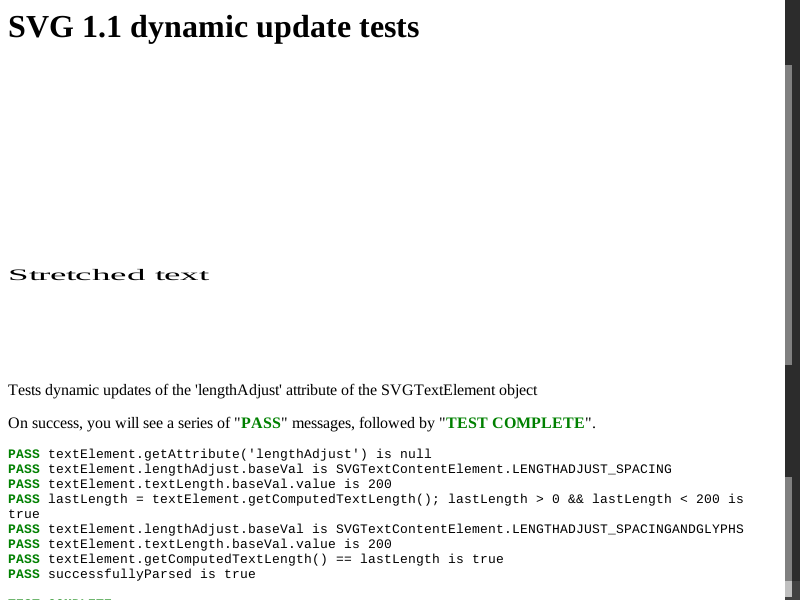 SVG 1.1 dynamic update tests
Stretched text
Tests dynamic updates of the 'lengthAdjust' attribute of the SVGTextElement object
On success, you will see a series of "PASS" messages, followed by "TEST COMPLETE".
PASS textElement.getAttribute('lengthAdjust') is null
PASS textElement.lengthAdjust.baseVal is SVGTextContentElement.LENGTHADJUST_SPACING
PASS textElement.textLength.baseVal.value is 200
PASS lastLength = textElement.getComputedTextLength(); lastLength > 0 && lastLength < 200 is
true
PASS textElement.lengthAdjust.baseVal is SVGTextContentElement.LENGTHADJUST_SPACINGANDGLYPHS
PASS textElement.textLength.baseVal.value is 200
PASS textElement.getComputedTextLength() == lastLength is true
PASS successfullyParsed is true